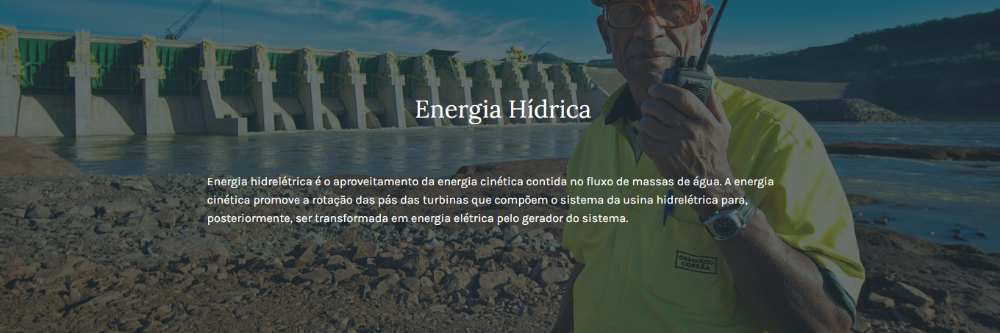 Energia Hídrica
Energia hidrelétrica é o aproveitamento da energia cinética contida no fluxo de massas de água. A energia
cinética promove a rotação das pás das turbinas que compõem o sistema da usina hidrelétrica para,
posteriormente, ser transformada em energia elétrica pelo gerador do sistema.
CAMARGO
CORRÊA